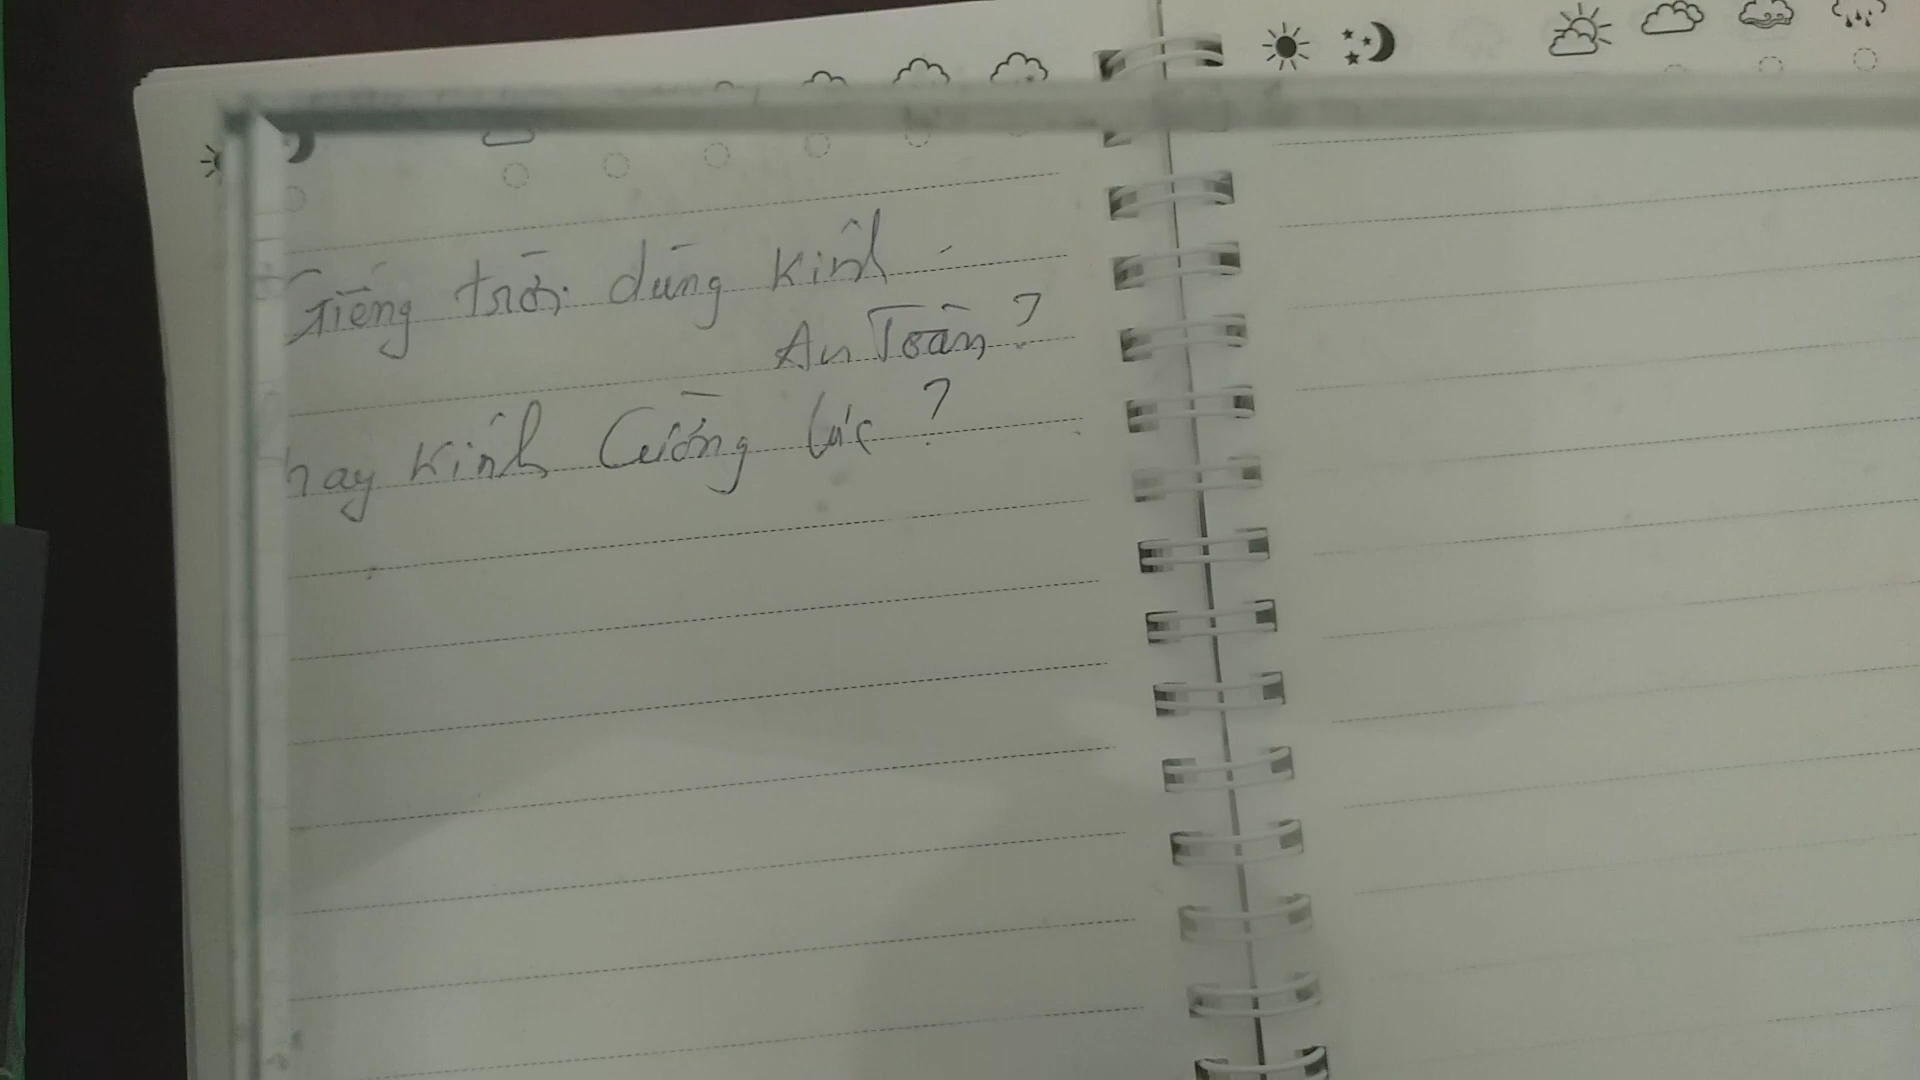 Giếng trời dùng kính
An Toàn?
hay kính Cường lực?